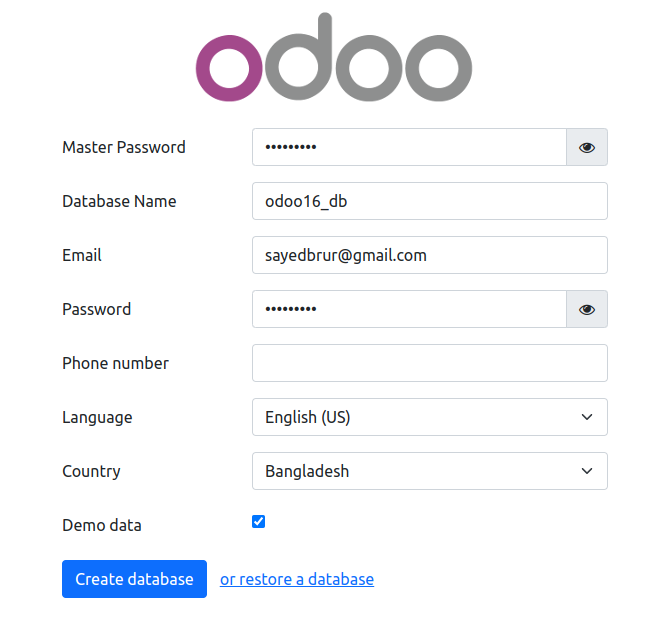 odoo
Master Password •••••••••
Database Name odoo16_db
Email sayedbrur@gmail.com
Password •••••••••
Phone number
Language English (US)
Country Bangladesh
Demo data
Create database or restore a database